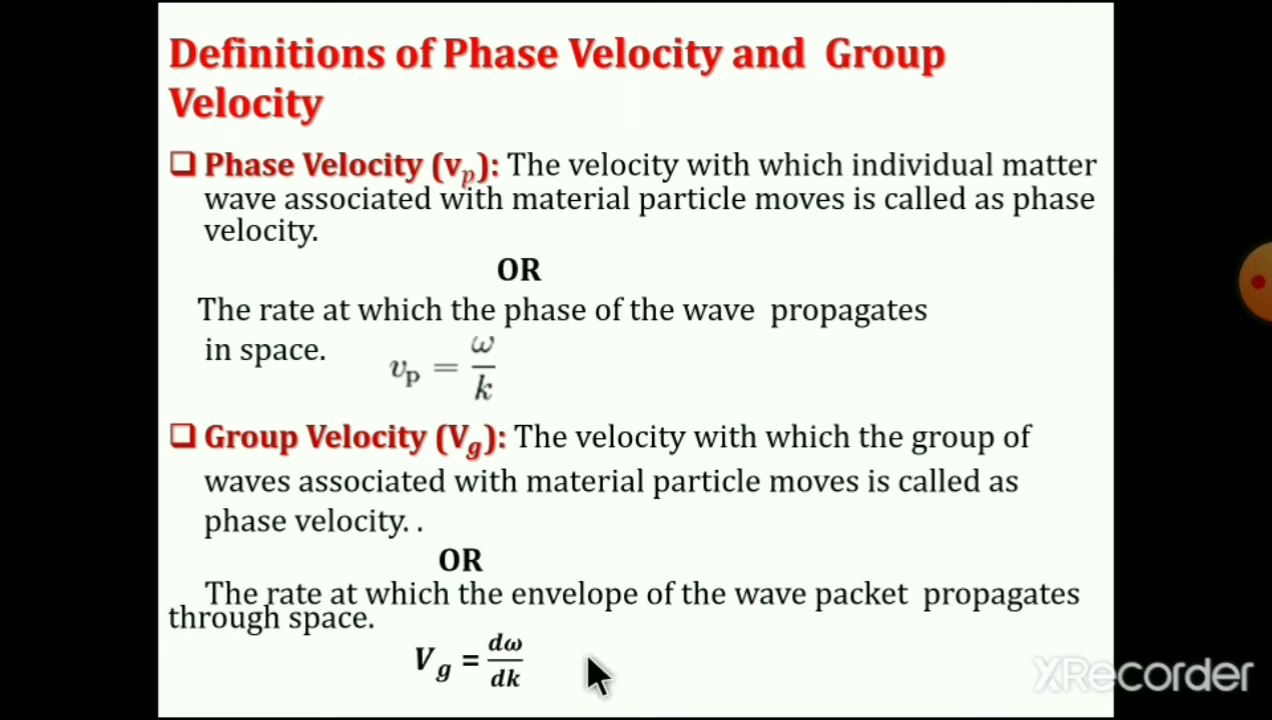 Definitions of Phase Velocity and Group
Velocity
❑ Phase Velocity (vₚ): The velocity with which individual matter
wave associated with material particle moves is called as phase
velocity.
OR
The rate at which the phase of the wave propagates
in space.
vₚ = ω/k
❑ Group Velocity (V_g): The velocity with which the group of
waves associated with material particle moves is called as
phase velocity. .
OR
The rate at which the envelope of the wave packet propagates
through space.
V_g = dω/dk
XRecorder